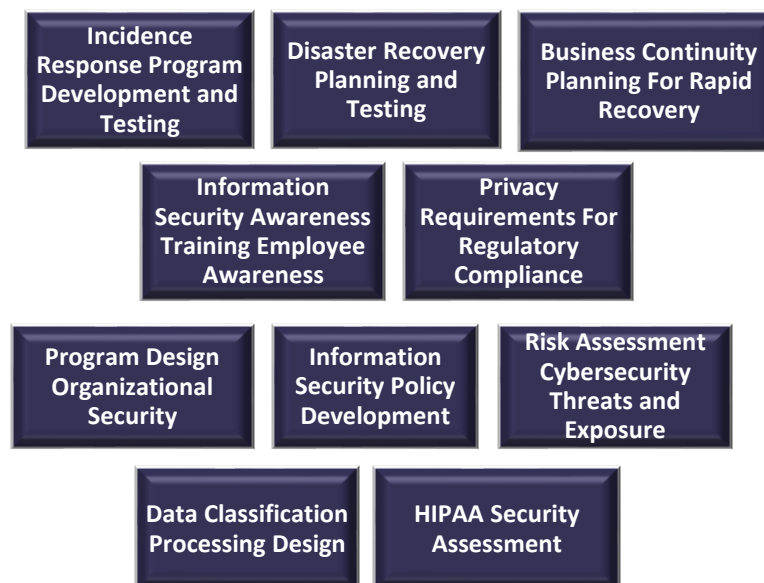 Incidence
Response Program
Development and
Testing
Disaster Recovery
Planning and
Testing
Business Continuity
Planning For Rapid
Recovery
Information
Security Awareness
Training Employee
Awareness
Privacy
Requirements For
Regulatory
Compliance
Program Design
Organizational
Security
Information
Security Policy
Development
Risk Assessment
Cybersecurity
Threats and
Exposure
Data Classification
Processing Design
HIPAA Security
Assessment